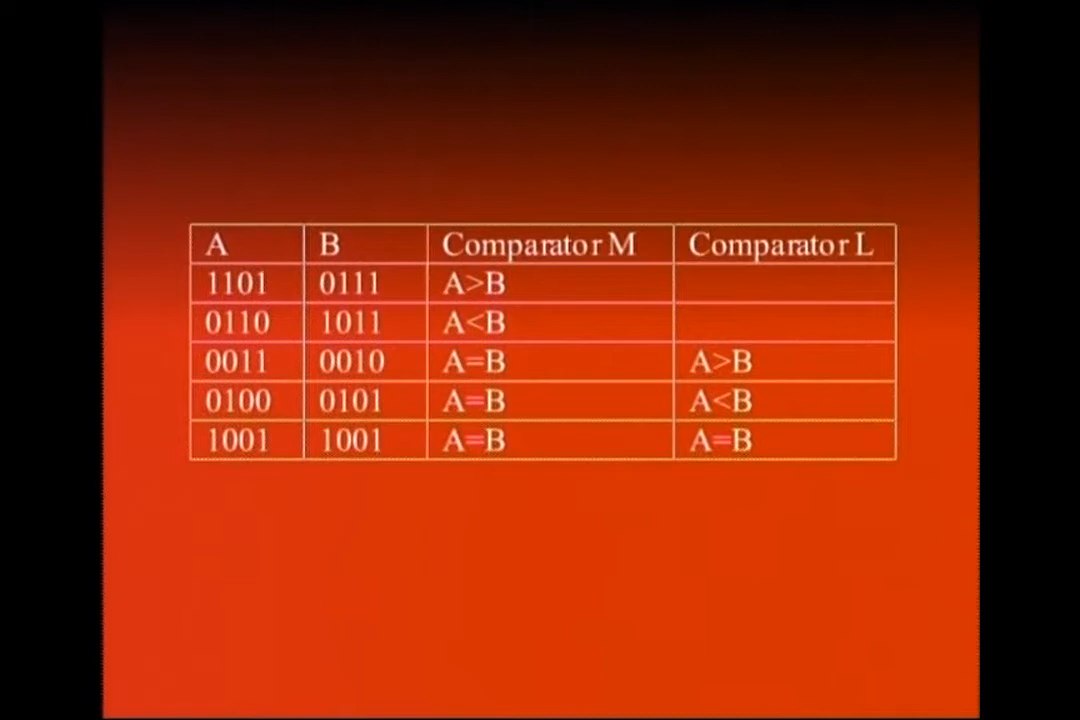 A B Comparator M Comparator L
1101 0111 A>B
0110 1011 A<B
0011 0010 A=B A>B
0100 0101 A=B A<B
1001 1001 A=B A=B